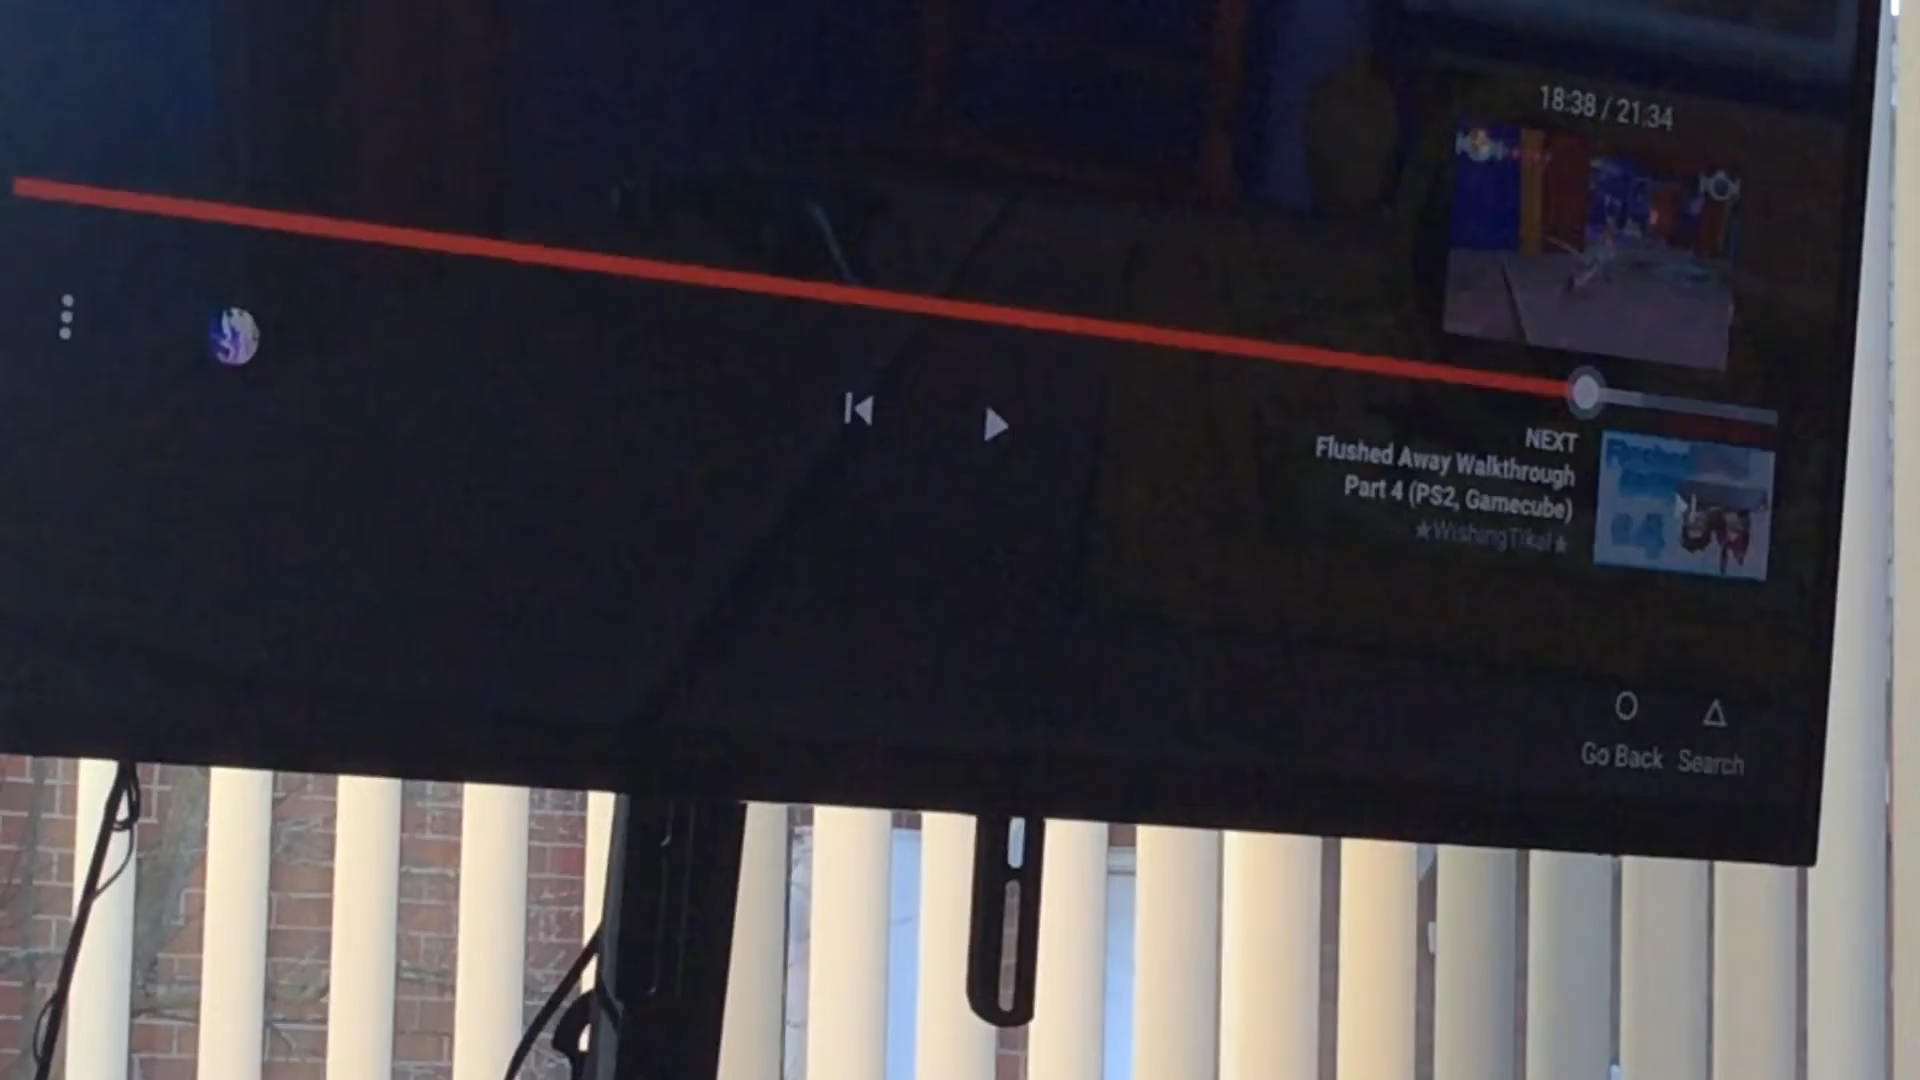 18:38 / 21:34
NEXT
Flushed Away Walkthrough
Part 4 (PS2, Gamecube)
★WishingTikal★
Go Back Search